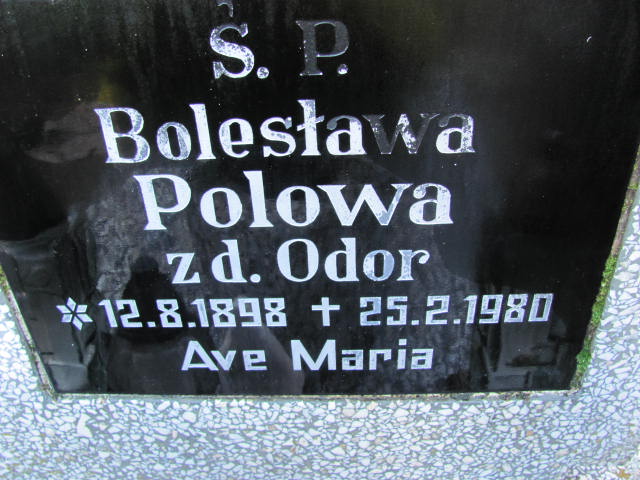 Ś. P.
Bolesława
Polowa
zd. Odor
* 12.8.1898 + 25.2.1980
Ave Maria